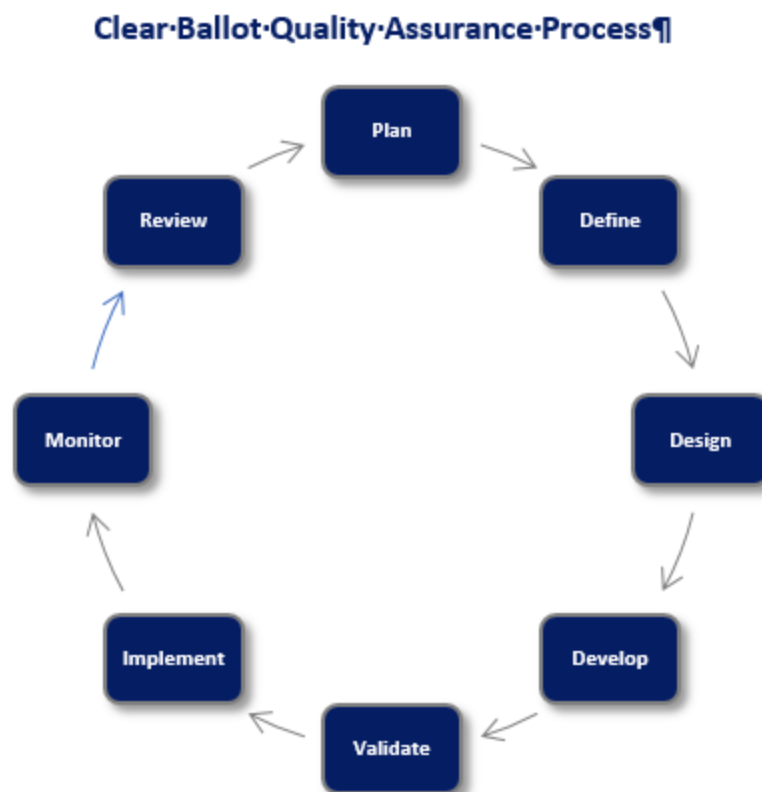 Clear·Ballot·Quality·Assurance·Process¶
Plan
Define
Design
Develop
Validate
Implement
Monitor
Review